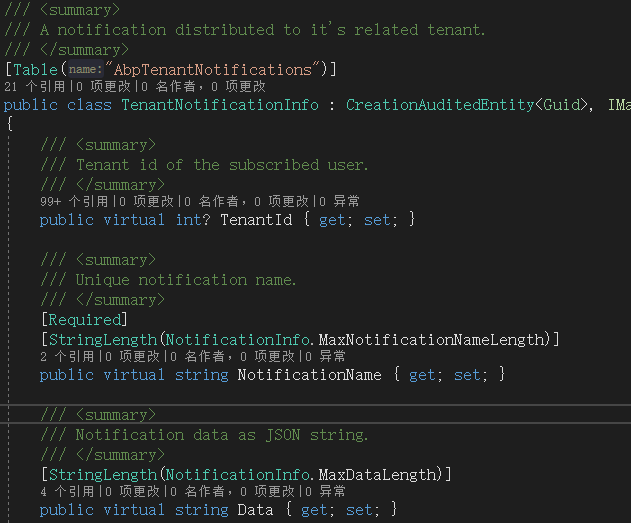 /// <summary>
/// A notification distributed to it's related tenant.
/// </summary>
[Table(name:"AbpTenantNotifications")]
21 个引用|0 项更改|0 名作者，0 项更改
public class TenantNotificationInfo : CreationAuditedEntity<Guid>, IMa
{
/// <summary>
/// Tenant id of the subscribed user.
/// </summary>
99+ 个引用|0 项更改|0 名作者，0 项更改|0 异常
public virtual int? TenantId { get; set; }
/// <summary>
/// Unique notification name.
/// </summary>
[Required]
[StringLength(NotificationInfo.MaxNotificationNameLength)]
2 个引用|0 项更改|0 名作者，0 项更改|0 异常
public virtual string NotificationName { get; set; }
/// <summary>
/// Notification data as JSON string.
/// </summary>
[StringLength(NotificationInfo.MaxDataLength)]
4 个引用|0 项更改|0 名作者，0 项更改|0 异常
public virtual string Data { get; set; }